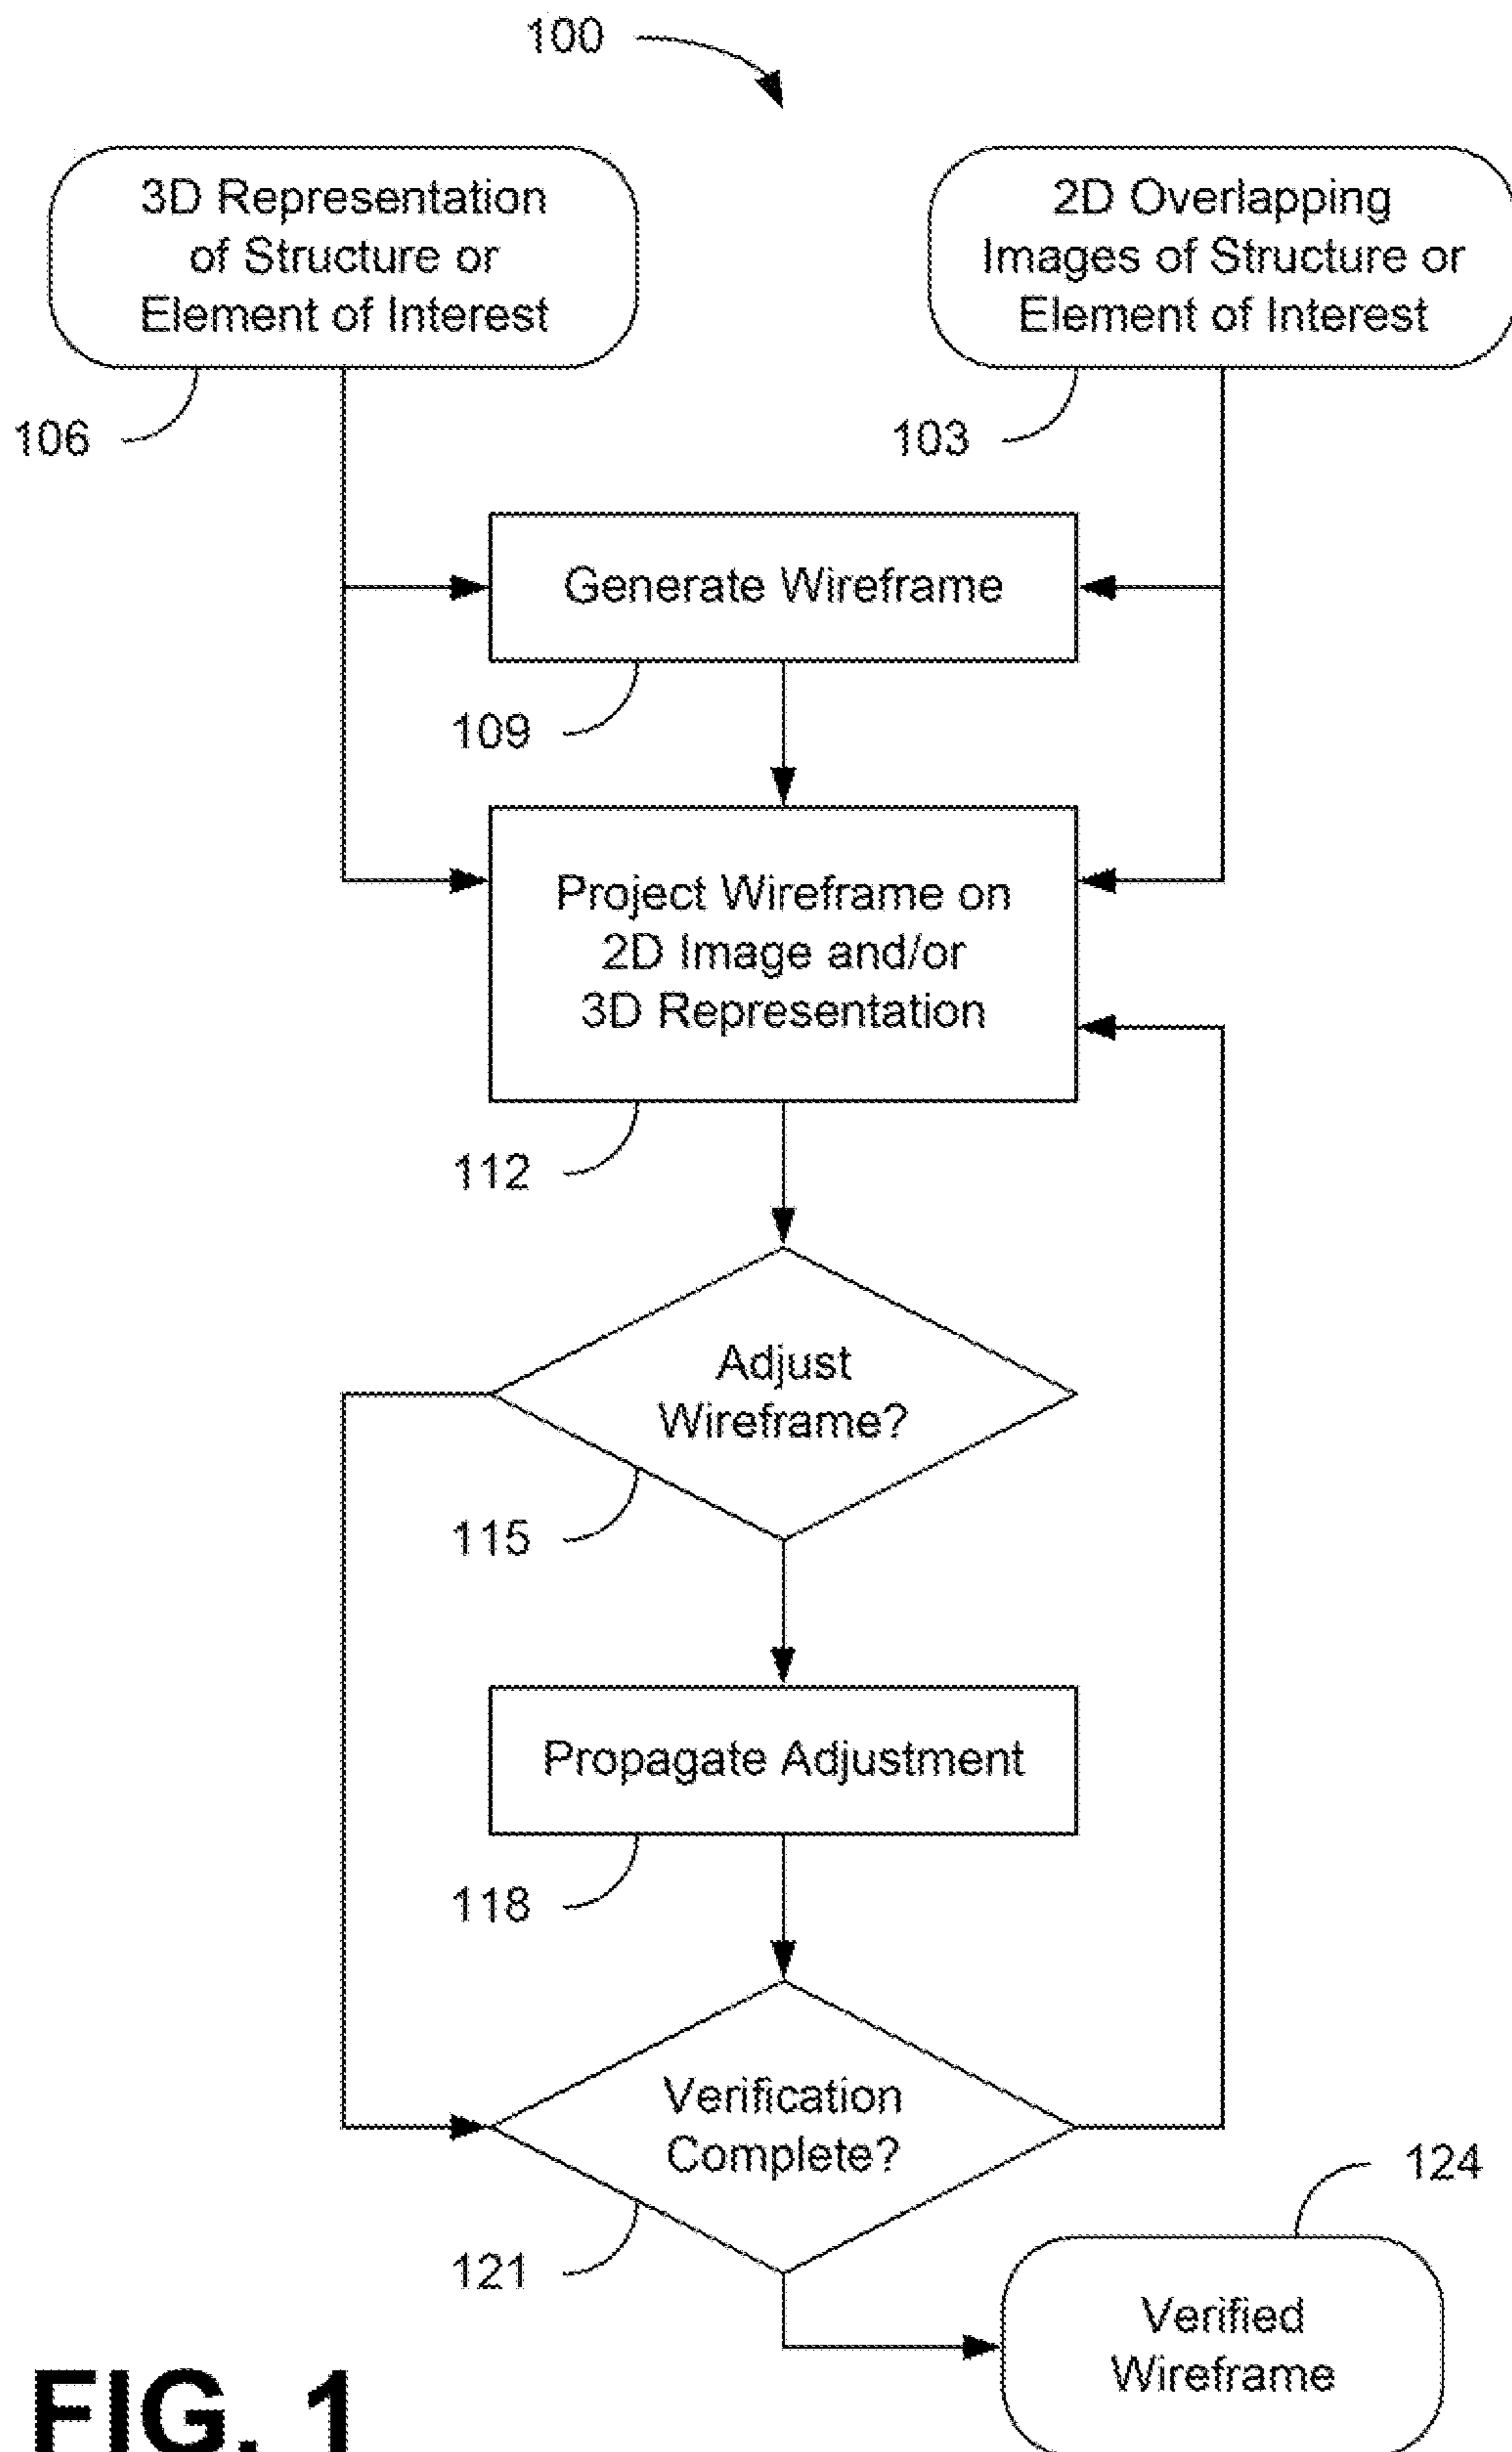 100
3D Representation
of Structure or
Element of Interest
106
2D Overlapping
Images of Structure or
Element of Interest
103
Generate Wireframe
109
Project Wireframe on
2D Image and/or
3D Representation
112
Adjust
Wireframe?
115
Propagate Adjustment
118
Verification
Complete?
121
124
Verified
Wireframe
FIG. 1